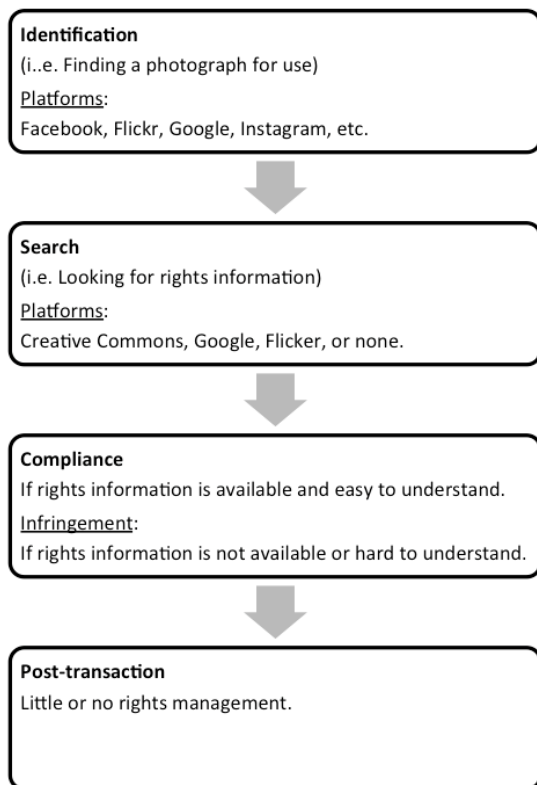 Identification
(i..e. Finding a photograph for use)
Platforms:
Facebook, Flickr, Google, Instagram, etc.
Search
(i.e. Looking for rights information)
Platforms:
Creative Commons, Google, Flicker, or none.
Compliance
If rights information is available and easy to understand.
Infringement:
If rights information is not available or hard to understand.
Post-transaction
Little or no rights management.